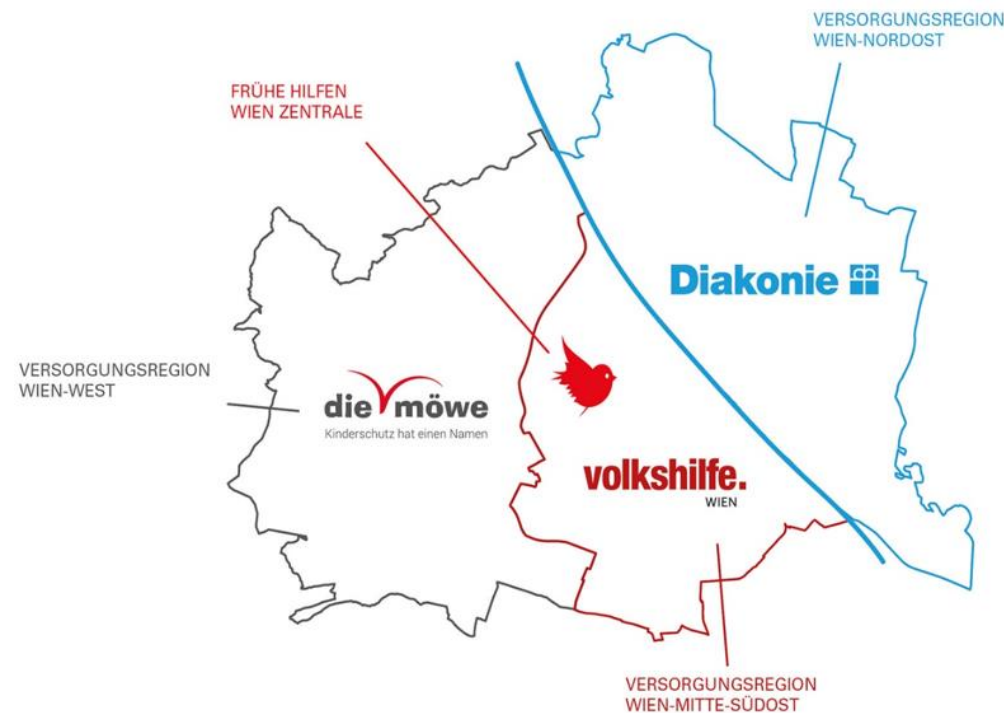 VERSORGUNGSREGION
WIEN-NORDOST
FRÜHE HILFEN
WIEN ZENTRALE
Diakonie
VERSORGUNGSREGION
WIEN-WEST
die möwe
Kinderschutz hat einen Namen
volkshilfe.
WIEN
VERSORGUNGSREGION
WIEN-MITTE-SÜDOST